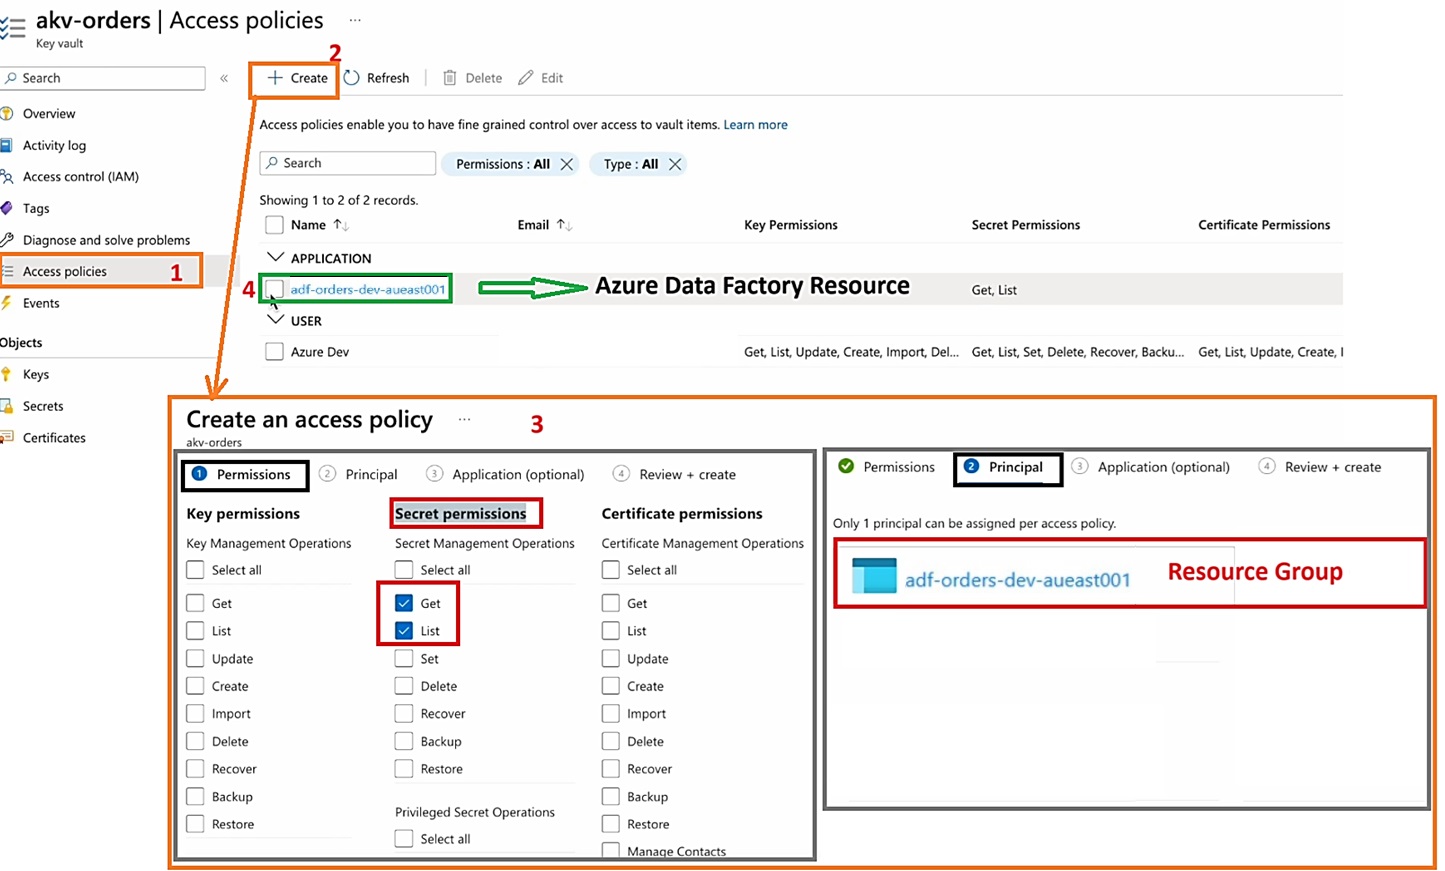 akv-orders | Access policies ...
Key vault
2
Search «
+ Create Refresh Delete Edit
Overview
Activity log
Access control (IAM)
Tags
Diagnose and solve problems
Access policies 1
Events
Objects
Keys
Secrets
Certificates
Access policies enable you to have fine grained control over access to vault items. Learn more
Search Permissions : All Type : All
Showing 1 to 2 of 2 records.
Name ↑↓ Email ↑↓ Key Permissions Secret Permissions Certificate Permissions
APPLICATION
4 adf-orders-dev-aueast001 Azure Data Factory Resource Get, List
USER
Azure Dev Get, List, Update, Create, Import, Del... Get, List, Set, Delete, Recover, Backu... Get, List, Update, Create, I
Create an access policy ... 3
akv-orders
1 Permissions 2 Principal 3 Application (optional) 4 Review + create
Key permissions
Key Management Operations
Select all
Get
List
Update
Create
Import
Delete
Recover
Backup
Restore
Secret permissions
Secret Management Operations
Select all
Get
List
Set
Delete
Recover
Backup
Restore
Privileged Secret Operations
Select all
Certificate permissions
Certificate Management Operations
Select all
Get
List
Update
Create
Import
Delete
Recover
Backup
Restore
Manage Contacts
Permissions 2 Principal 3 Application (optional) 4 Review + create
Only 1 principal can be assigned per access policy.
adf-orders-dev-aueast001 Resource Group